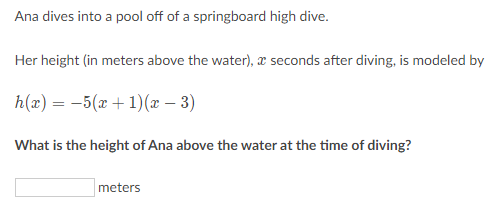 Ana dives into a pool off of a springboard high dive.
Her height (in meters above the water), x seconds after diving, is modeled by
h(x) = −5(x + 1)(x − 3)
What is the height of Ana above the water at the time of diving?
meters